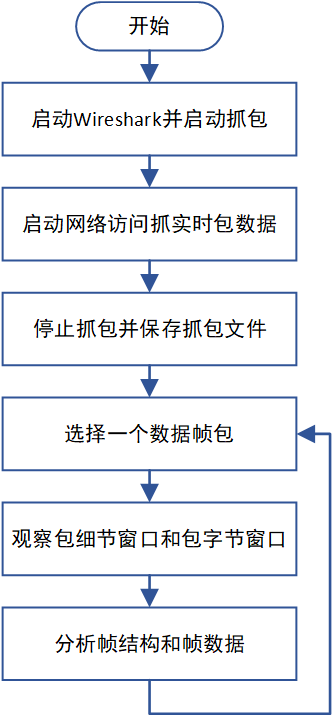 开始
启动Wireshark并启动抓包
启动网络访问抓实时包数据
停止抓包并保存抓包文件
选择一个数据帧包
观察包细节窗口和包字节窗口
分析帧结构和帧数据